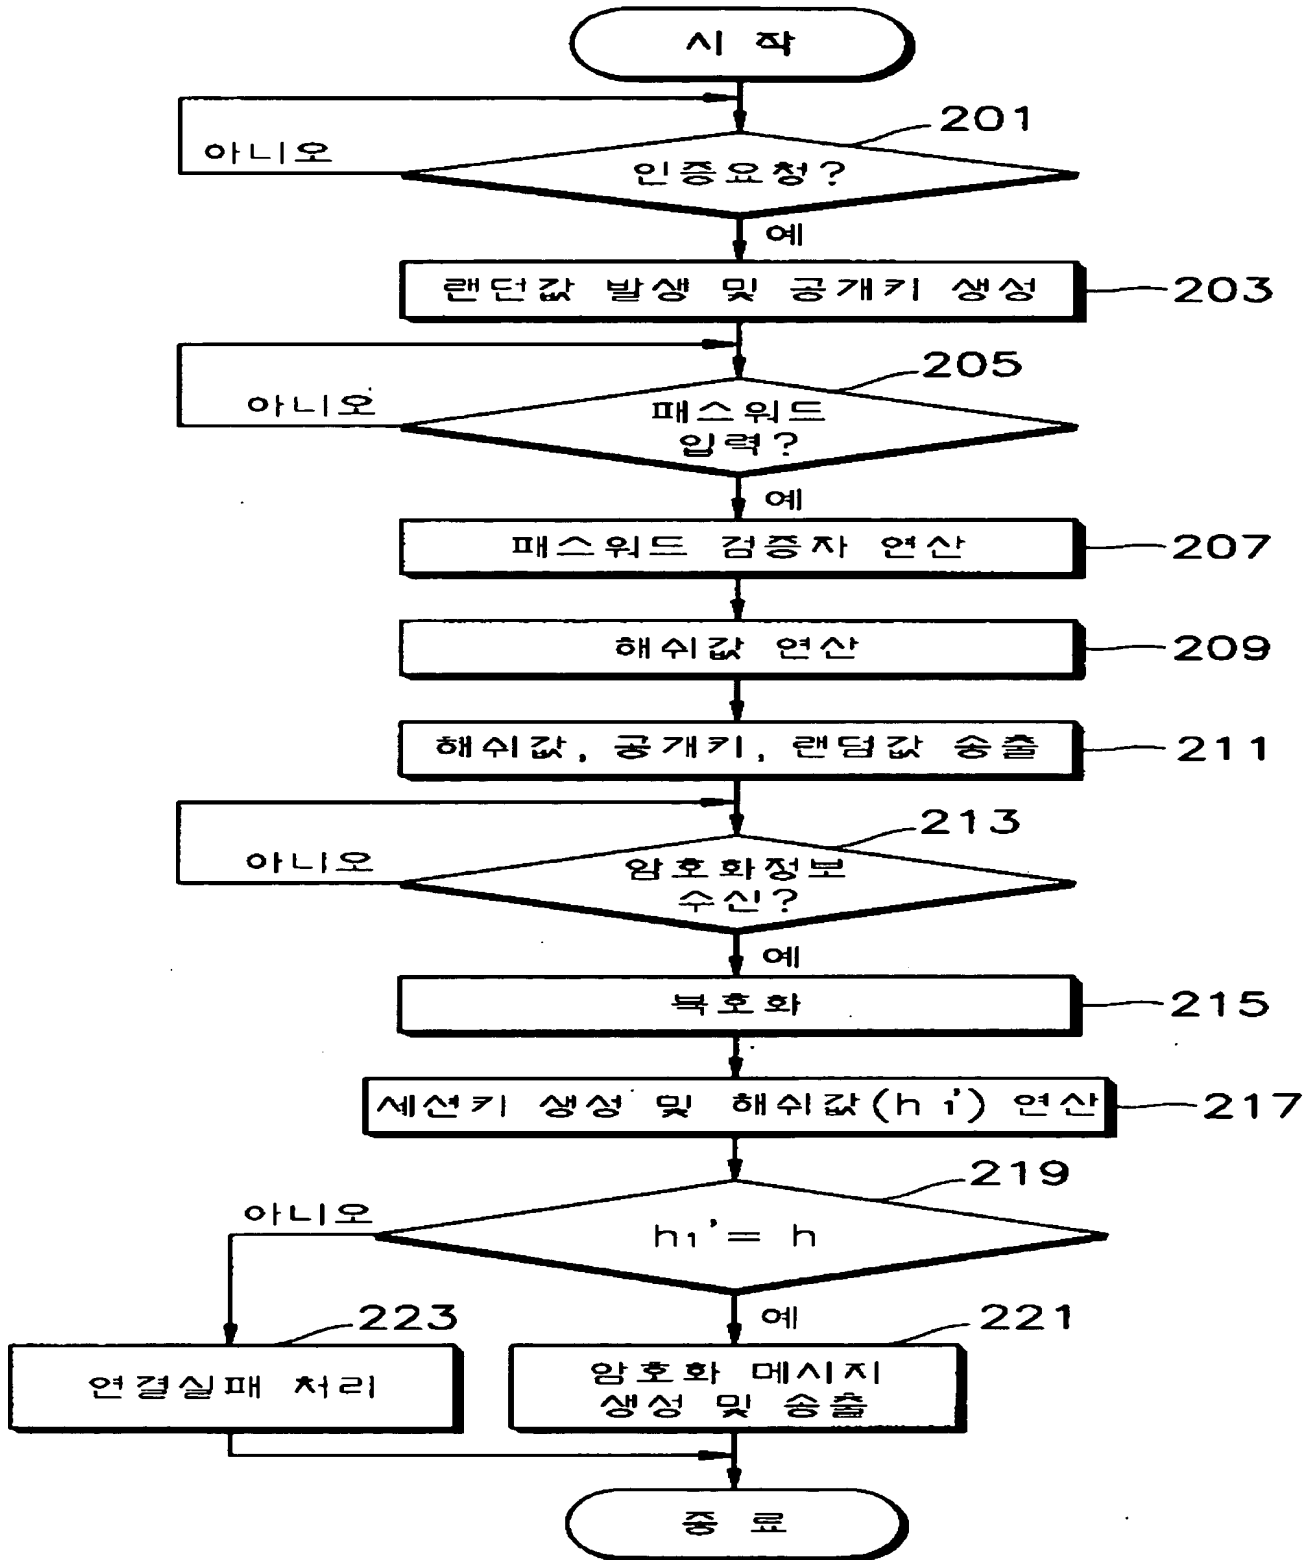 시 작
201
아니오
인증요청?
예
랜던값 발생 및 공개키 생성
203
205
아니오
패스워드
입력?
예
패스워드 검증자 연산
207
해쉬값 연산
209
해쉬값, 공개키, 랜덤값 송출
211
213
아니오
암호화정보
수신?
예
복호화
215
세션키 생성 및 해쉬값(h₁') 연산
217
219
아니오
h₁'= h
예
223
221
연결실패 처리
암호화 메시지
생성 및 송출
종 료